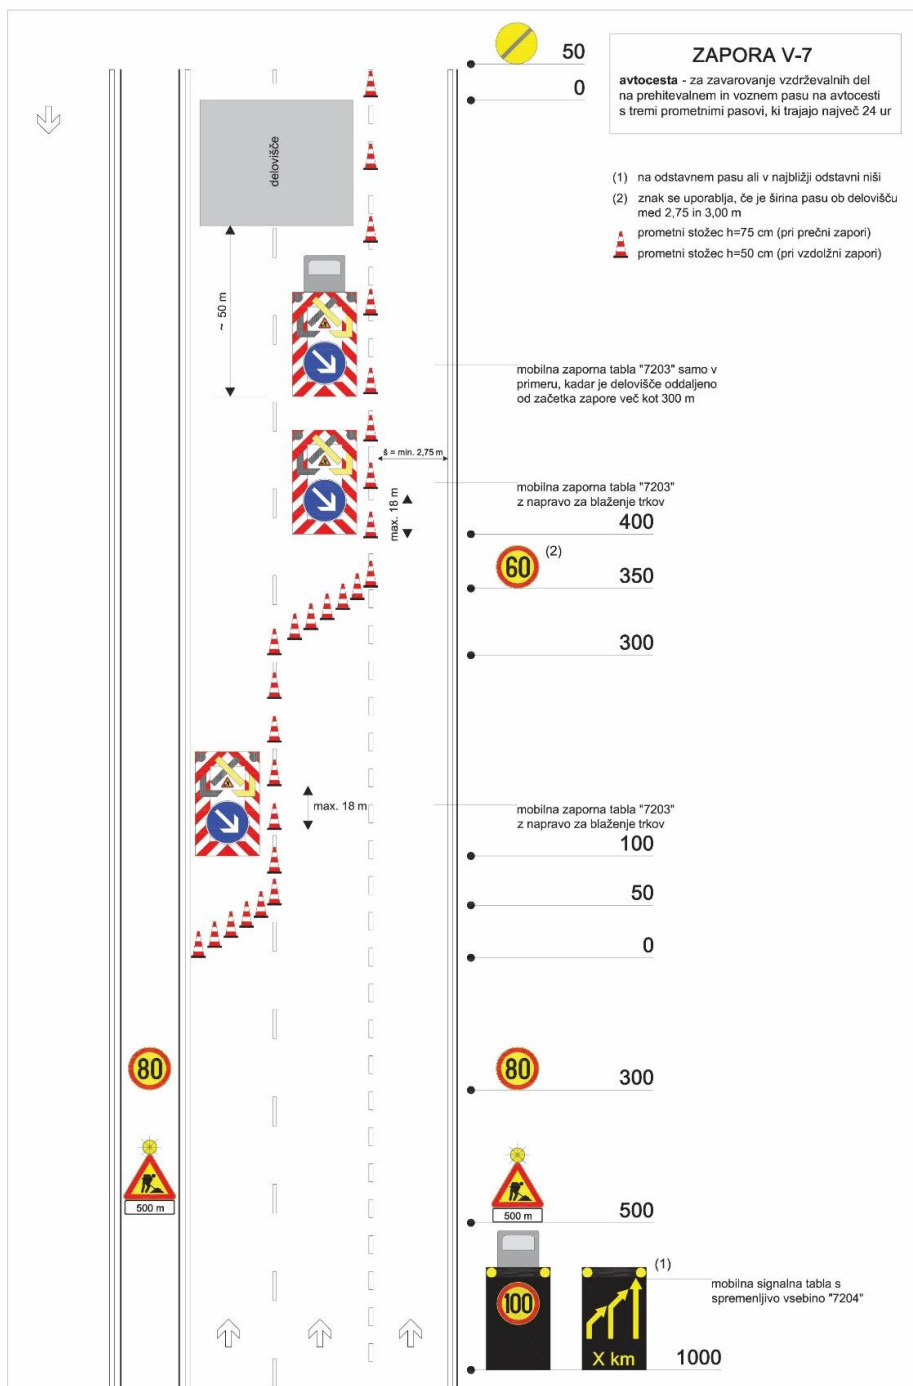 50
0
ZAPORA V-7
avtocesta - za zavarovanje vzdrževalnih del
na prehitevalnem in voznem pasu na avtocesti
s tremi prometnimi pasovi, ki trajajo največ 24 ur
delovišče
(1) na odstavnem pasu ali v najbližji odstavni niši
(2) znak se uporablja, če je širina pasu ob delovišču
med 2,75 in 3,00 m
prometni stožec h=75 cm (pri prečni zapori)
prometni stožec h=50 cm (pri vzdolžni zapori)
~ 50 m
mobilna zaporna tabla "7203" samo v
primeru, kadar je delovišče oddaljeno
od začetka zapore več kot 300 m
š = min. 2,75 m
mobilna zaporna tabla "7203"
z napravo za blaženje trkov
max. 18 m
400
60
(2)
350
300
max. 18 m
mobilna zaporna tabla "7203"
z napravo za blaženje trkov
100
50
0
80
80
300
500 m
500 m
500
(1)
100
mobilna signalna tabla s
spremenljivo vsebino "7204"
X km
1000